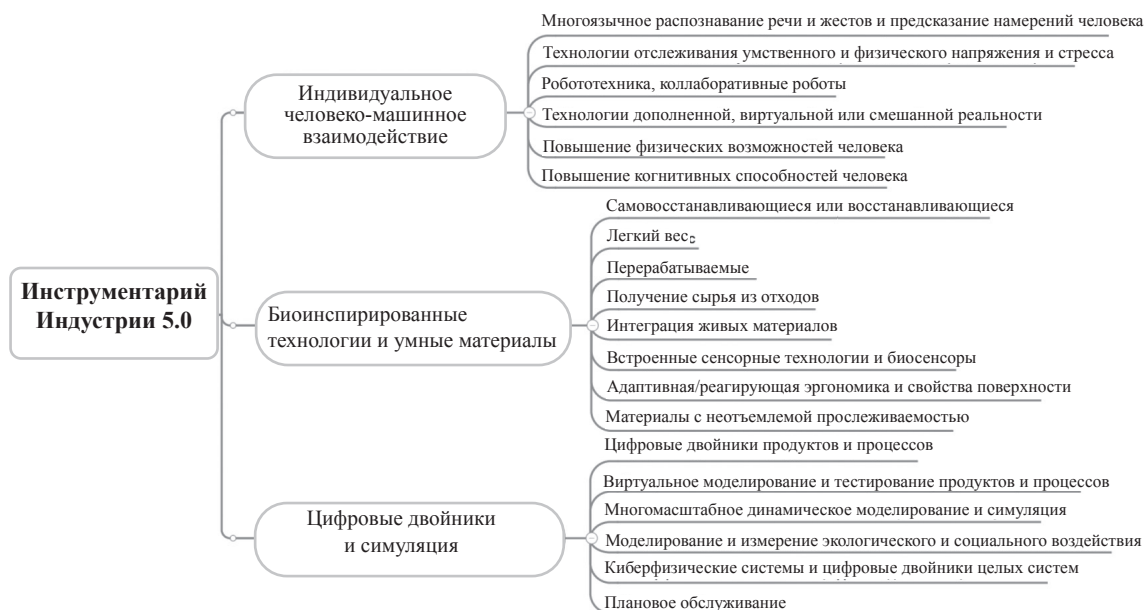 Инструментарий
Индустрии 5.0
Индивидуальное
человеко-машинное
взаимодействие
Многоязычное распознавание речи и жестов и предсказание намерений человека
Технологии отслеживания умственного и физического напряжения и стресса
Робототехника, коллаборативные роботы
Технологии дополненной, виртуальной или смешанной реальности
Повышение физических возможностей человека
Повышение когнитивных способностей человека
Биоинспирированные
технологии и умные материалы
Самовосстанавливающиеся или восстанавливающиеся
Легкий вес
Перерабатываемые
Получение сырья из отходов
Интеграция живых материалов
Встроенные сенсорные технологии и биосенсоры
Адаптивная/реагирующая эргономика и свойства поверхности
Материалы с неотъемлемой прослеживаемостью
Цифровые двойники
и симуляция
Цифровые двойники продуктов и процессов
Виртуальное моделирование и тестирование продуктов и процессов
Многомасштабное динамическое моделирование и симуляция
Моделирование и измерение экологического и социального воздействия
Киберфизические системы и цифровые двойники целых систем
Плановое обслуживание